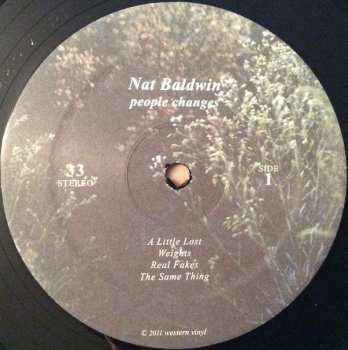 Nat Baldwin
people changes
33
STEREO
SIDE
1
A Little Lost
Weights
Real Fakes
The Same Thing
© 2011 western vinyl